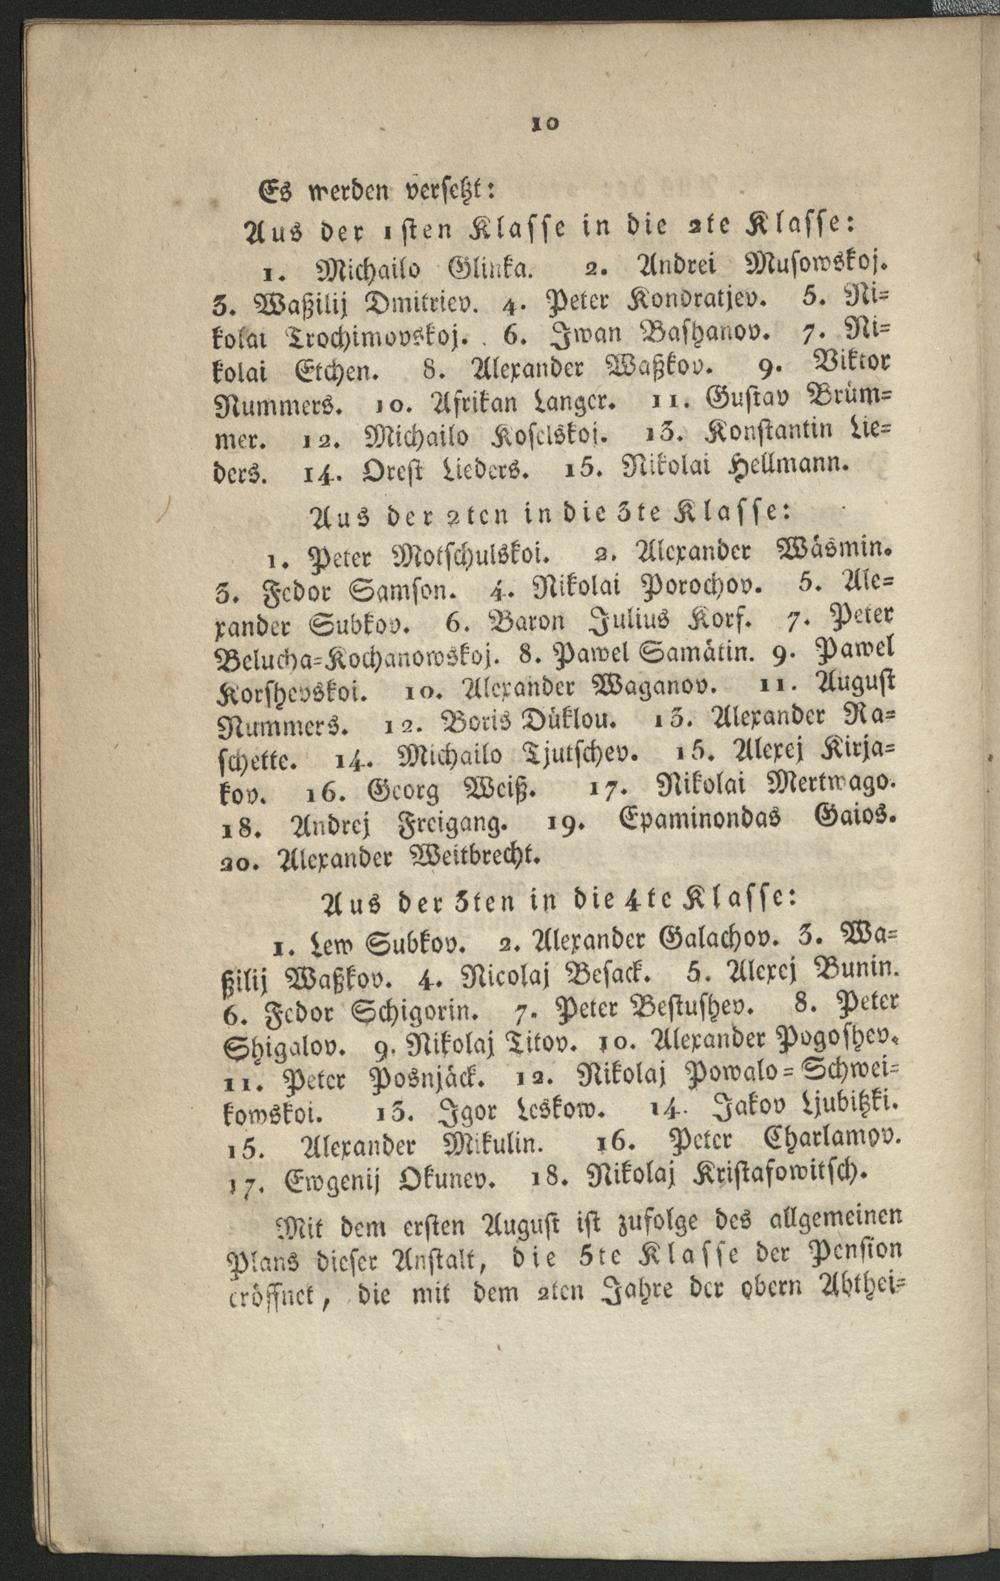 10
Es werden versetzt:
Aus der 1sten Klasse in die 2te Klasse:
1. Michailo Glinka. 2. Andrei Musowskoj.
3. Waßilij Dmitriev. 4. Peter Kondratjev. 5. Ni=
kolai Trochimovskoj. 6. Iwan Bashanov. 7. Ni=
kolai Etchen. 8. Alexander Waßkov. 9. Viktor
Nummers. 10. Afrikan Langer. 11. Gustav Brüm=
mer. 12. Michailo Koselskoi. 13. Konstantin Lie=
ders. 14. Orest Lieders. 15. Nikolai Hellmann.
Aus der 2ten in die 3te Klasse:
1. Peter Motschulskoi. 2. Alexander Wäsmin.
3. Fedor Samson. 4. Nikolai Porochov. 5. Ale=
xander Subkov. 6. Baron Julius Korf. 7. Peter
Belucha=Kochanowskoj. 8. Pawel Samätin. 9. Pawel
Korshevskoi. 10. Alexander Waganov. 11. August
Nummers. 12. Boris Düklou. 13. Alexander Ra=
schette. 14. Michailo Tjutschev. 15. Alexej Kirja=
kov. 16. Georg Weiß. 17. Nikolai Mertwago.
18. Andrej Freigang. 19. Epaminondas Gaios.
20. Alexander Weitbrecht.
Aus der 3ten in die 4te Klasse:
1. Lew Subkov. 2. Alexander Galachov. 3. Wa=
ßilij Waßkov. 4. Nicolaj Besack. 5. Alexej Bunin.
6. Fedor Schigorin. 7. Peter Bestushev. 8. Peter
Shigalov. 9. Nikolaj Titov. 10. Alexander Pogoshev.
11. Peter Posnjäck. 12. Nikolaj Powalo=Schwei=
kowskoi. 13. Igor Leskow. 14. Jakov Ljubitzki.
15. Alexander Mikulin. 16. Peter Charlamov.
17. Ewgenij Okunev. 18. Nikolaj Kristafowitsch.
Mit dem ersten August ist zufolge des allgemeinen
Plans dieser Anstalt, die 5te Klasse der Pension
eröffnet, die mit dem 2ten Jahre der obern Abthei=